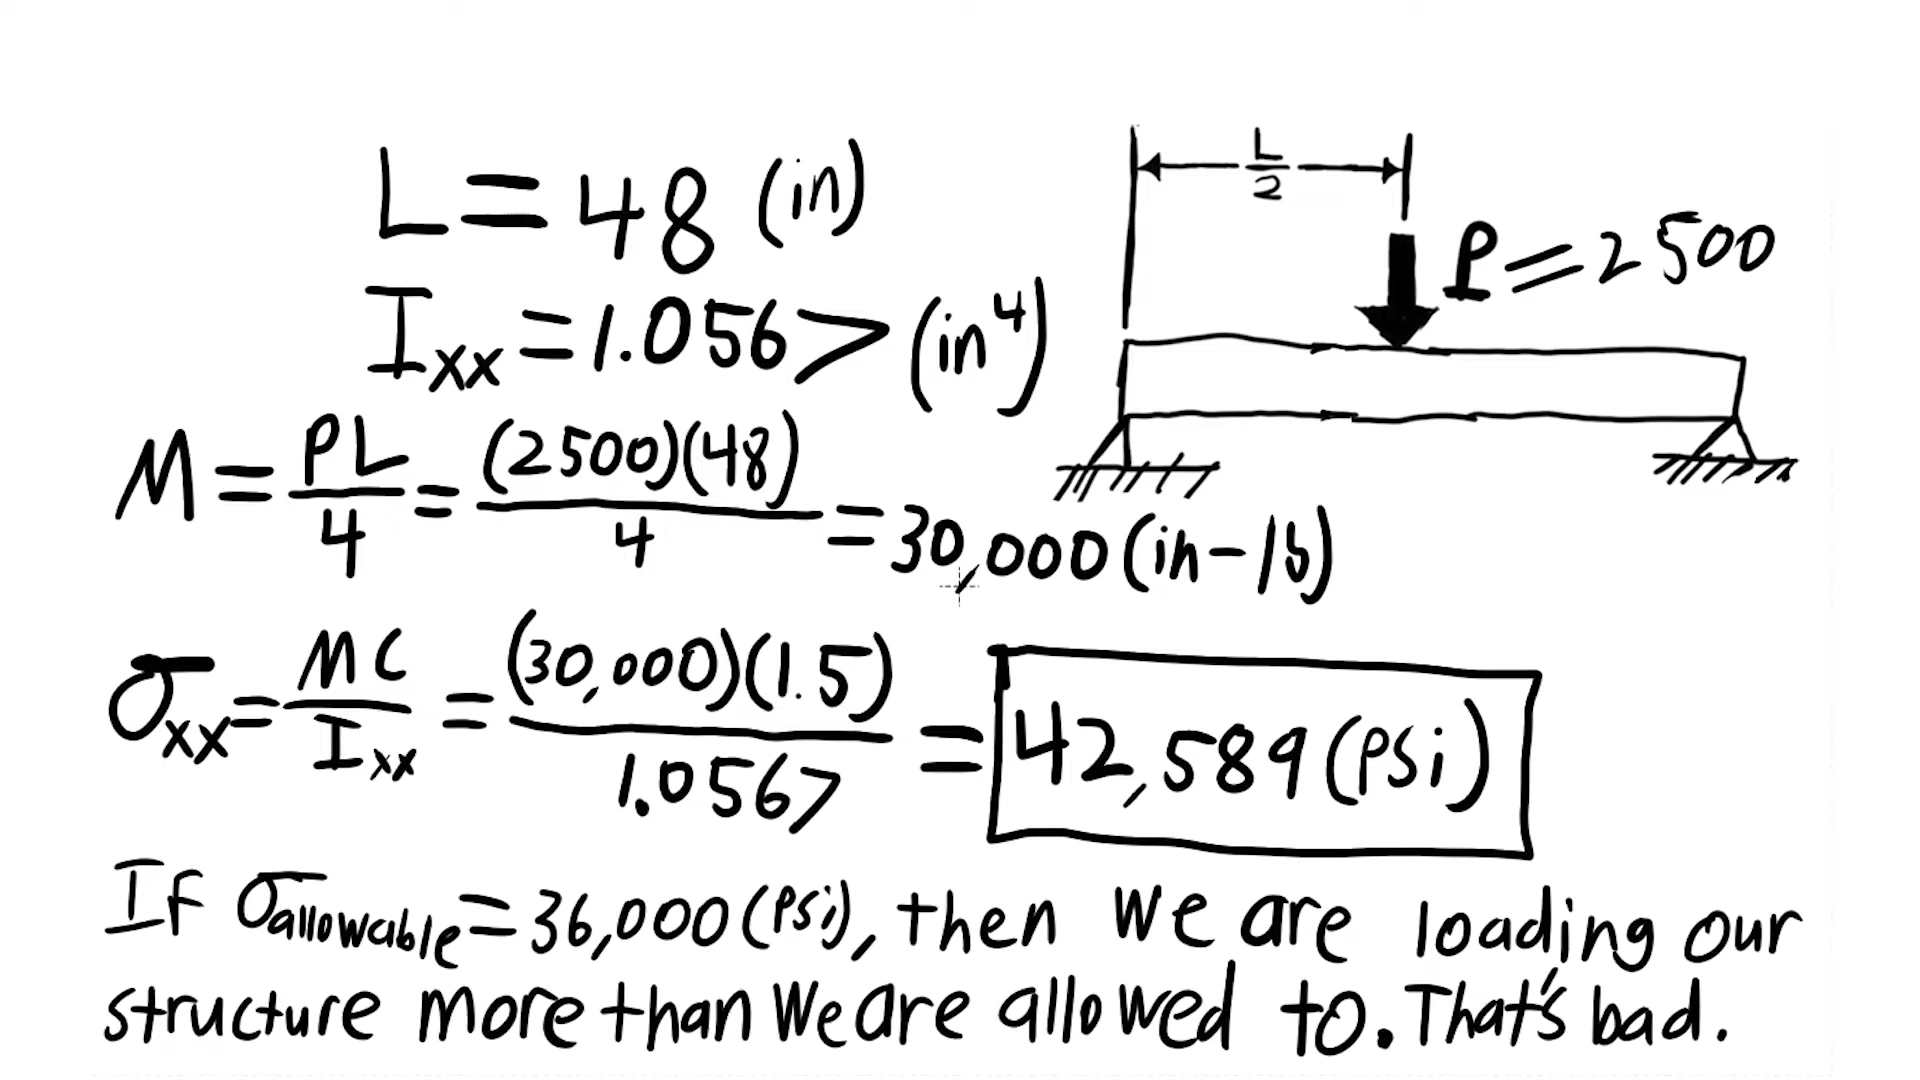 L/2
L = 48 (in)
P = 2500
Ixx = 1.0567 (in⁴)
M = PL/4 = (2500)(48)/4 = 30,000 (in-lb)
σxx = MC/Ixx = (30,000)(1.5)/1.0567 = 42,589 (psi)
If σallowable = 36,000 (psi), then we are loading our
structure more than we are allowed to. That's bad.